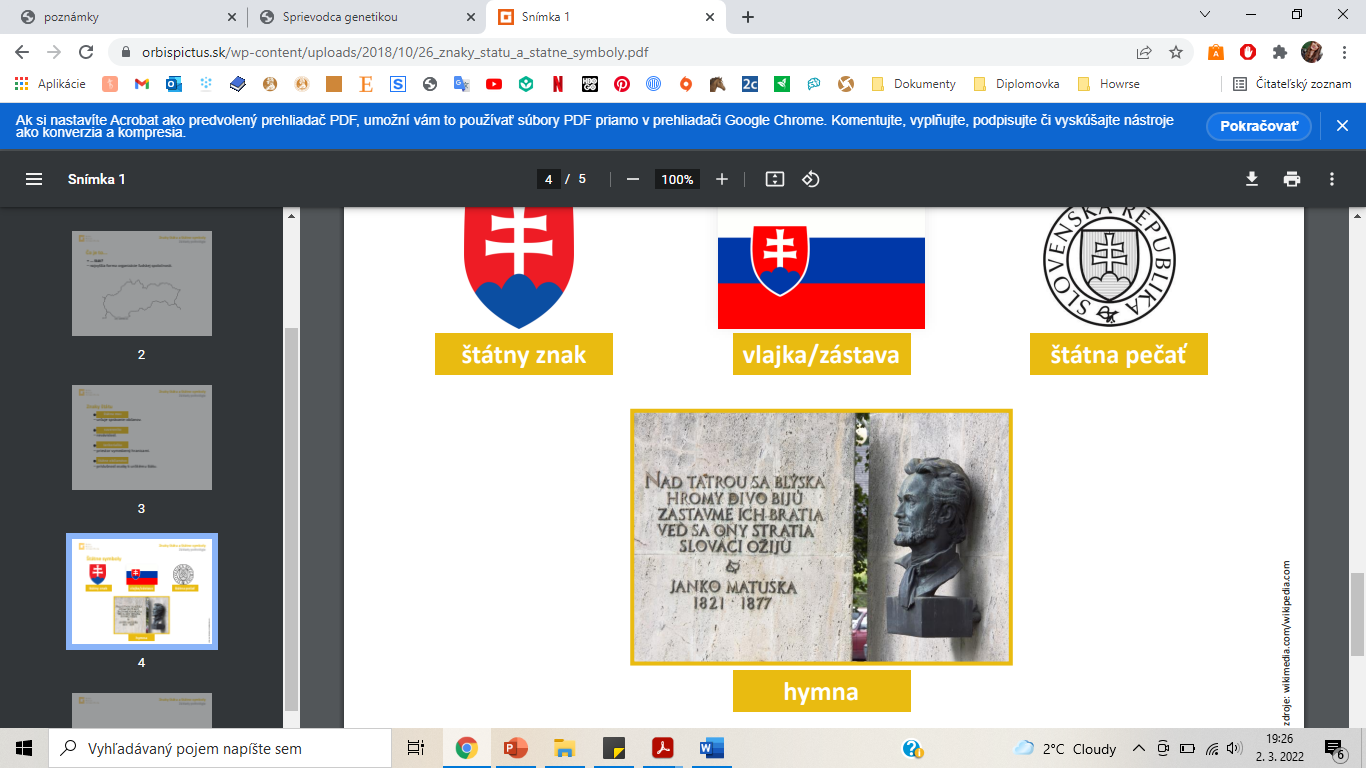 poznámky
Sprievodca genetikou
Snímka 1
orbispictus.sk/wp-content/uploads/2018/10/26_znaky_statu_a_statne_symboly.pdf
Aplikácie
Dokumenty
Diplomovka
Howrse
Čitateľský zoznam
Ak si nastavíte Acrobat ako predvolený prehliadač PDF, umožní vám to používať súbory PDF priamo v prehliadači Google Chrome. Komentujte, vyplňujte, podpisujte či vyskúšajte nástroje
ako konverzia a kompresia.
Pokračovať
Snímka 1
4 / 5
100%
2
3
4
SLOVENSKÁ REPUBLIKA
štátny znak
vlajka/zástava
štátna pečať
NAD TATROU SA BLÝSKA
HROMY DIVO BIJÚ
ZASTAVME ICH BRATIA
VEĎ SA ONY STRATIA
SLOVÁCI OŽIJÚ
JANKO MATÚŠKA
1821 · 1877
hymna
zdroje: wikimedia.com/wikipedia.com
Vyhľadávaný pojem napíšte sem
2°C Cloudy
19:26
2. 3. 2022
6